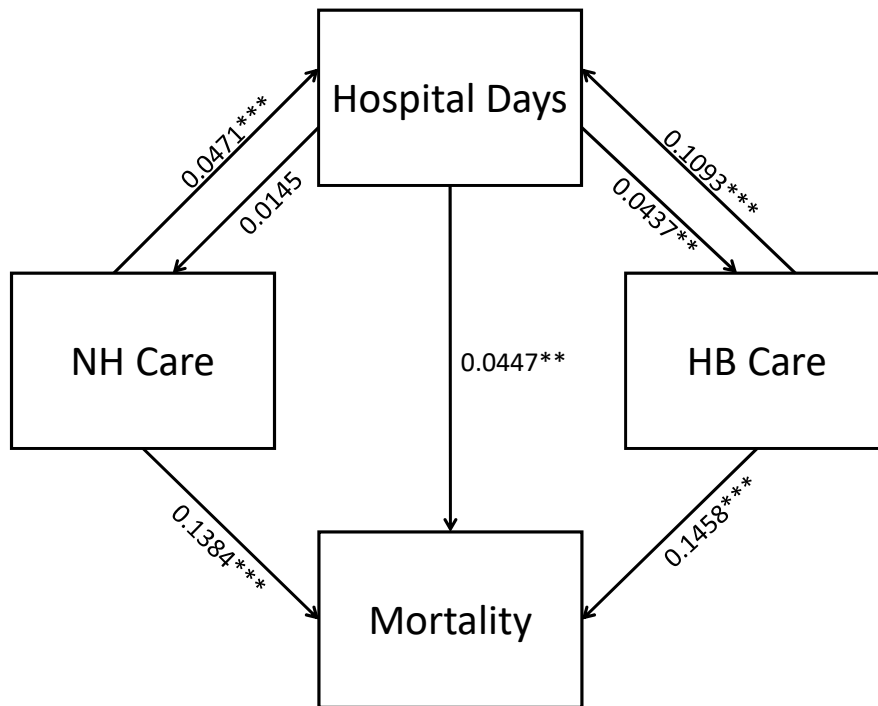 Hospital Days
0.0471***
0.0145
0.1093***
0.0437**
NH Care
0.0447**
HB Care
0.1384***
0.1458***
Mortality